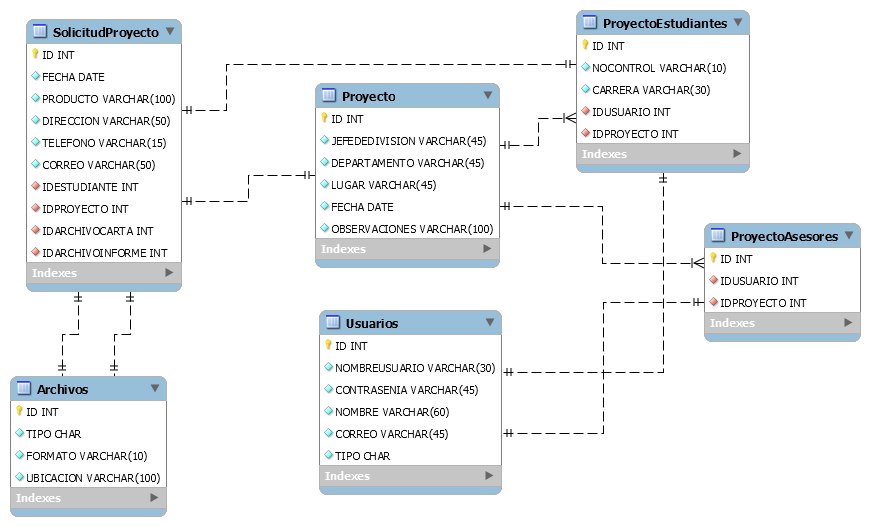 SolicitudProyecto
ID INT
FECHA DATE
PRODUCTO VARCHAR(100)
DIRECCION VARCHAR(50)
TELEFONO VARCHAR(15)
CORREO VARCHAR(50)
IDESTUDIANTE INT
IDPROYECTO INT
IDARCHIVOCARTA INT
IDARCHIVOINFORME INT
Indexes
Proyecto
ID INT
JEFEDEDIVISION VARCHAR(45)
DEPARTAMENTO VARCHAR(45)
LUGAR VARCHAR(45)
FECHA DATE
OBSERVACIONES VARCHAR(100)
Indexes
ProyectoEstudiantes
ID INT
NOCONTROL VARCHAR(10)
CARRERA VARCHAR(30)
IDUSUARIO INT
IDPROYECTO INT
Indexes
ProyectoAsesores
ID INT
IDUSUARIO INT
IDPROYECTO INT
Indexes
Usuarios
ID INT
NOMBREUSUARIO VARCHAR(30)
CONTRASENIA VARCHAR(45)
NOMBRE VARCHAR(60)
CORREO VARCHAR(45)
TIPO CHAR
Indexes
Archivos
ID INT
TIPO CHAR
FORMATO VARCHAR(10)
UBICACION VARCHAR(100)
Indexes